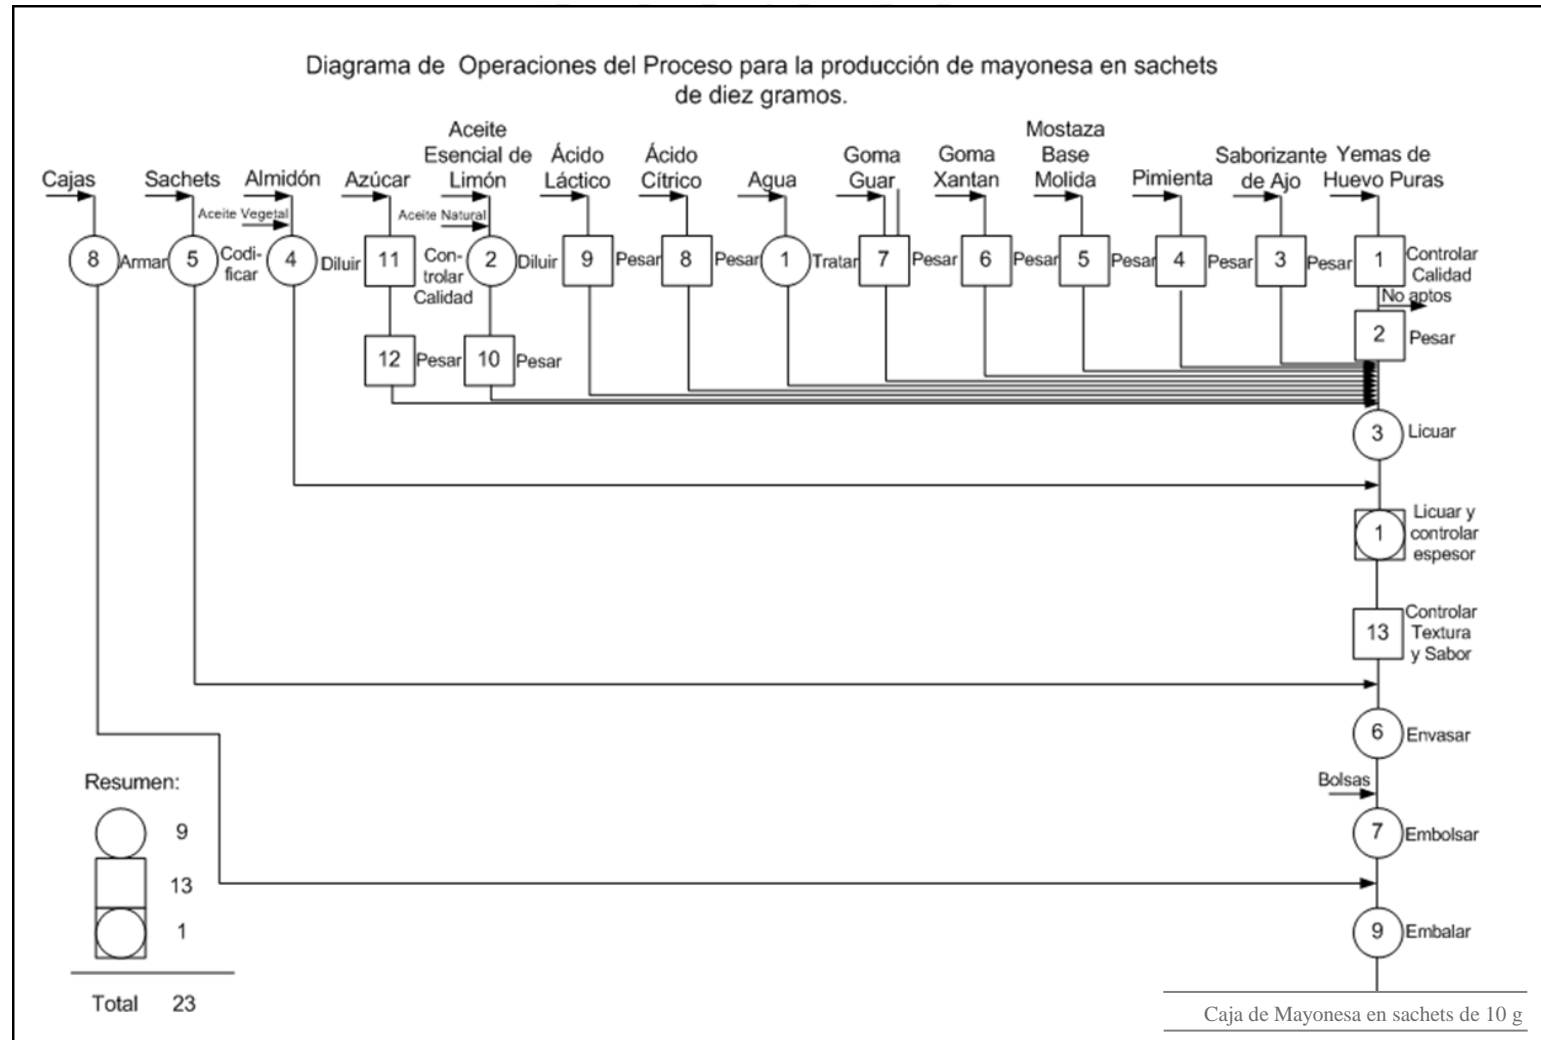 Diagrama de Operaciones del Proceso para la producción de mayonesa en sachets
de diez gramos.
Cajas
Sachets
Almidón
Aceite Vegetal
Azúcar
Aceite
Esencial de
Limón
Aceite Natural
Ácido
Láctico
Ácido
Cítrico
Agua
Goma
Guar
Goma
Xantan
Mostaza
Base
Molida
Pimienta
Saborizante
de Ajo
Yemas de
Huevo Puras
8
Armar
5
Codi-
ficar
4
Diluir
11
Con-
trolar
Calidad
2
Diluir
9
Pesar
8
Pesar
1
Tratar
7
Pesar
6
Pesar
5
Pesar
4
Pesar
3
Pesar
1
Controlar
Calidad
No aptos
12
Pesar
10
Pesar
2
Pesar
3
Licuar
1
Licuar y
controlar
espesor
13
Controlar
Textura
y Sabor
6
Envasar
Bolsas
7
Embolsar
9
Embalar
Resumen:
9
13
1
Total 23
Caja de Mayonesa en sachets de 10 g